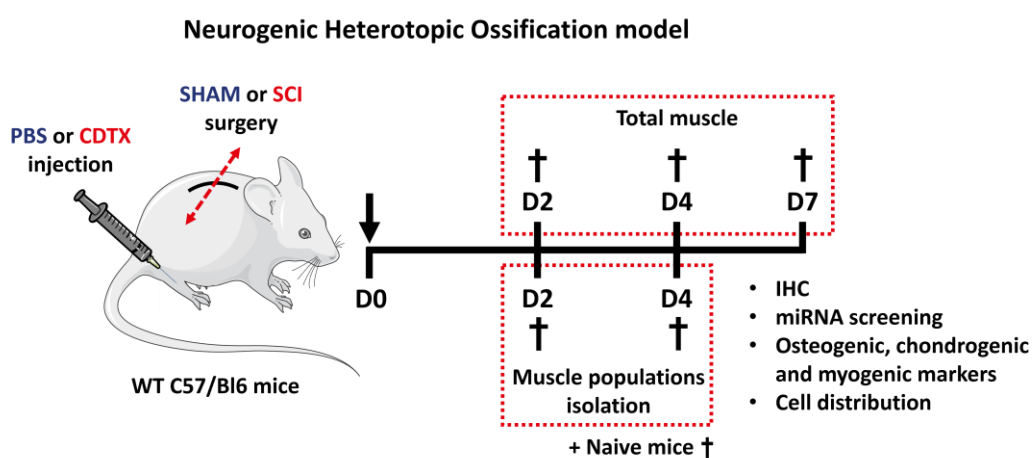 Neurogenic Heterotopic Ossification model
SHAM or SCI
surgery
PBS or CDTX
injection
WT C57/Bl6 mice
D0
Total muscle
† † †
D2 D4 D7
D2 D4
† †
Muscle populations
isolation
+ Naive mice †
• IHC
• miRNA screening
• Osteogenic, chondrogenic
and myogenic markers
• Cell distribution